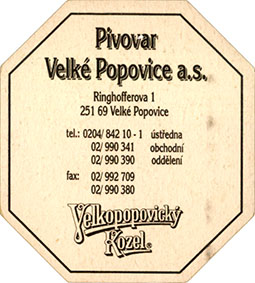 Pivovar
Velké Popovice a.s.
Ringhofferova 1
251 69 Velké Popovice
tel.: 0204/ 842 10 - 1 ústředna
02/ 990 341 obchodní
02/ 990 390 oddělení
fax: 02/ 992 709
02/ 990 380
Velkopopovický
Kozel®